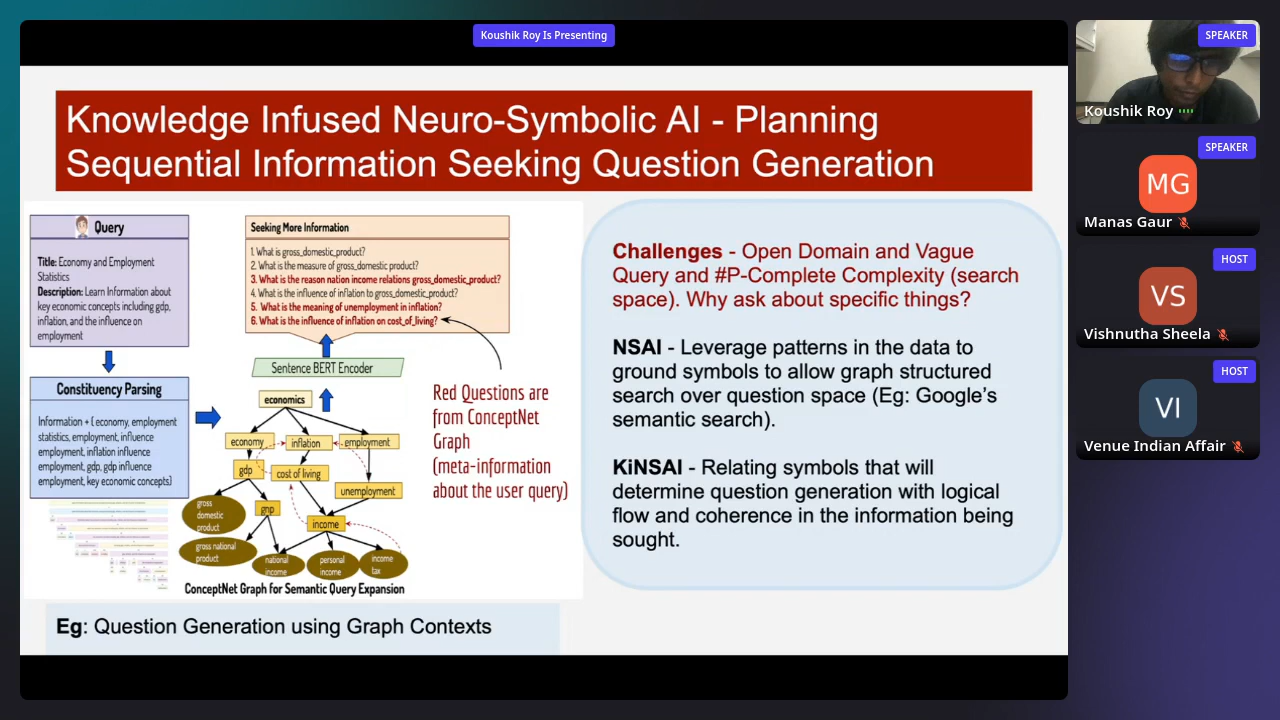 Koushik Roy Is Presenting
Knowledge Infused Neuro-Symbolic AI - Planning
Sequential Information Seeking Question Generation
Query
Title: Economy and Employment
Statistics
Description: Learn Information about
key economic concepts including gdp,
inflation, and the influence on
employment
Constituency Parsing
Information + { economy, employment
statistics, employment, influence
employment, inflation influence
employment, gdp, gdp influence
employment, key economic concepts}
Seeking More Information
1. What is gross_domestic_product?
2. What is the measure of gross_domestic product?
3. What is the reason nation income relations gross_domestic_product?
4. What is the influence of inflation to gross_domestic_product?
5. What is the meaning of unemployment in inflation?
6. What is the influence of inflation on cost_of_living?
Sentence BERT Encoder
economics
economy
inflation
employment
gdp
cost of living
unemployment
gross
domestic
product
gnp
income
gross national
product
national
income
personal
income
income
tax
ConceptNet Graph for Semantic Query Expansion
Red Questions are
from ConceptNet
Graph
(meta-information
about the user query)
Eg: Question Generation using Graph Contexts
Challenges - Open Domain and Vague
Query and #P-Complete Complexity (search
space). Why ask about specific things?
NSAI - Leverage patterns in the data to
ground symbols to allow graph structured
search over question space (Eg: Google's
semantic search).
KiNSAI - Relating symbols that will
determine question generation with logical
flow and coherence in the information being
sought.
SPEAKER
Koushik Roy
SPEAKER
MG
Manas Gaur
HOST
VS
Vishnutha Sheela
HOST
VI
Venue Indian Affair